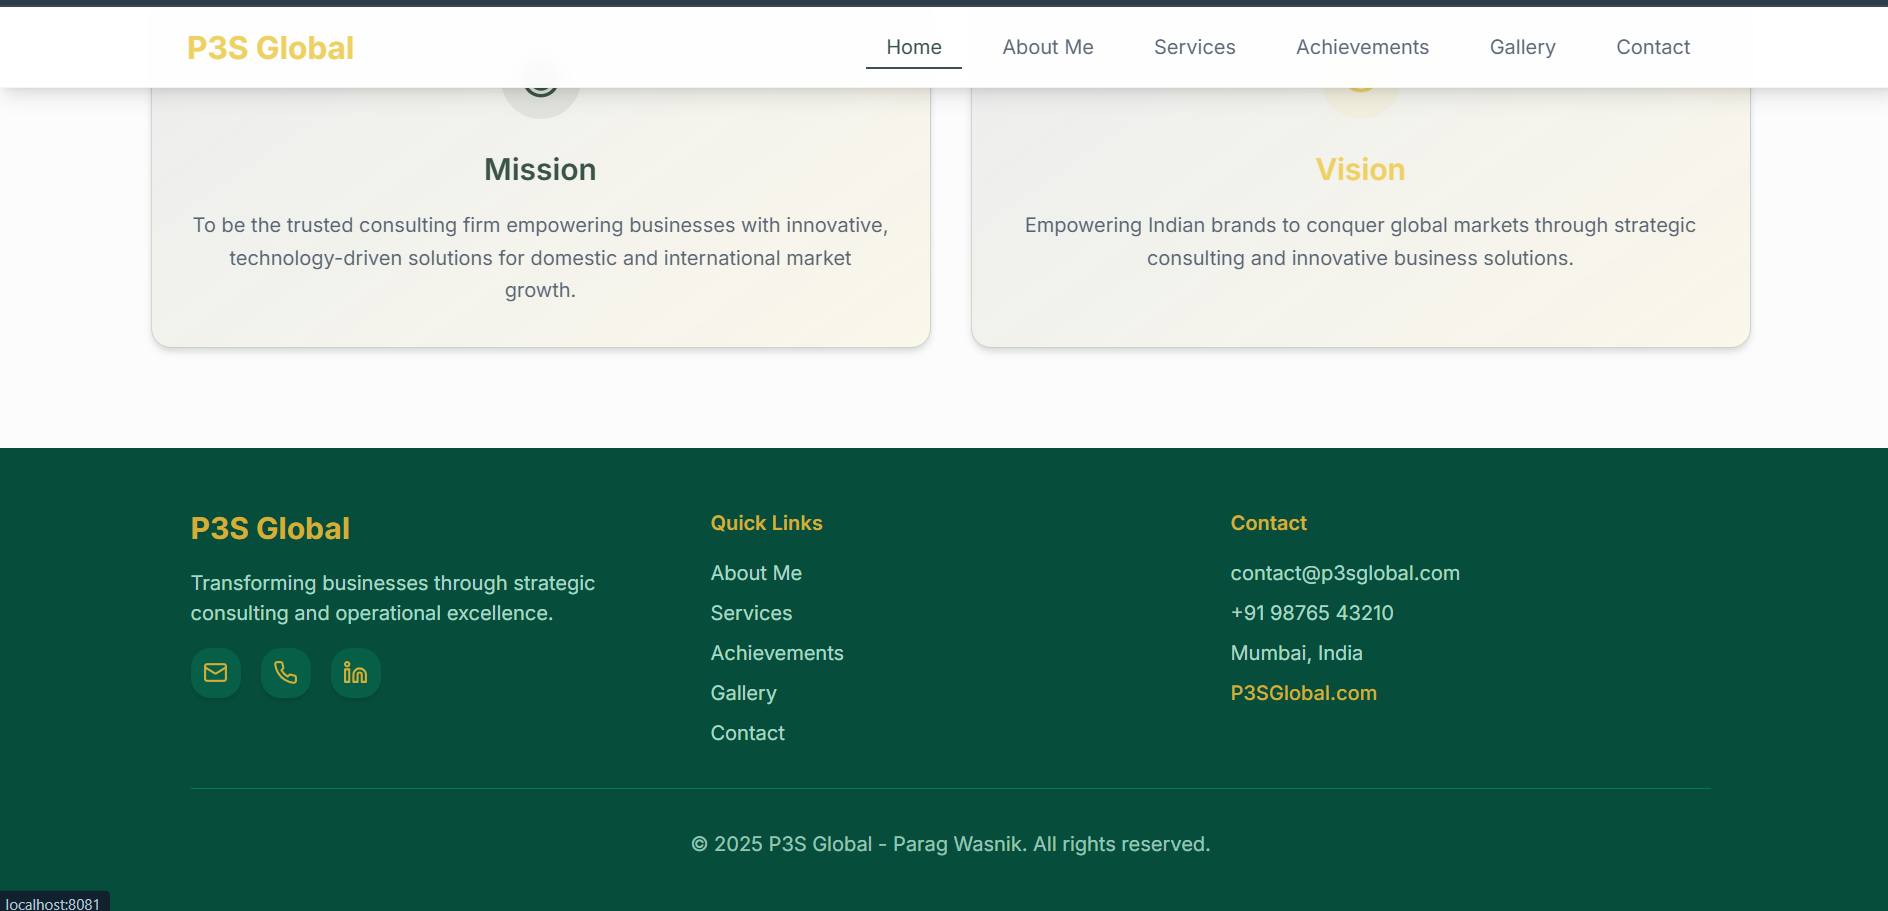 P3S Global
Home
About Me
Services
Achievements
Gallery
Contact
Mission
To be the trusted consulting firm empowering businesses with innovative,
technology-driven solutions for domestic and international market
growth.
Vision
Empowering Indian brands to conquer global markets through strategic
consulting and innovative business solutions.
P3S Global
Transforming businesses through strategic
consulting and operational excellence.
Quick Links
About Me
Services
Achievements
Gallery
Contact
Contact
contact@p3sglobal.com
+91 98765 43210
Mumbai, India
P3SGlobal.com
© 2025 P3S Global - Parag Wasnik. All rights reserved.
localhost:8081